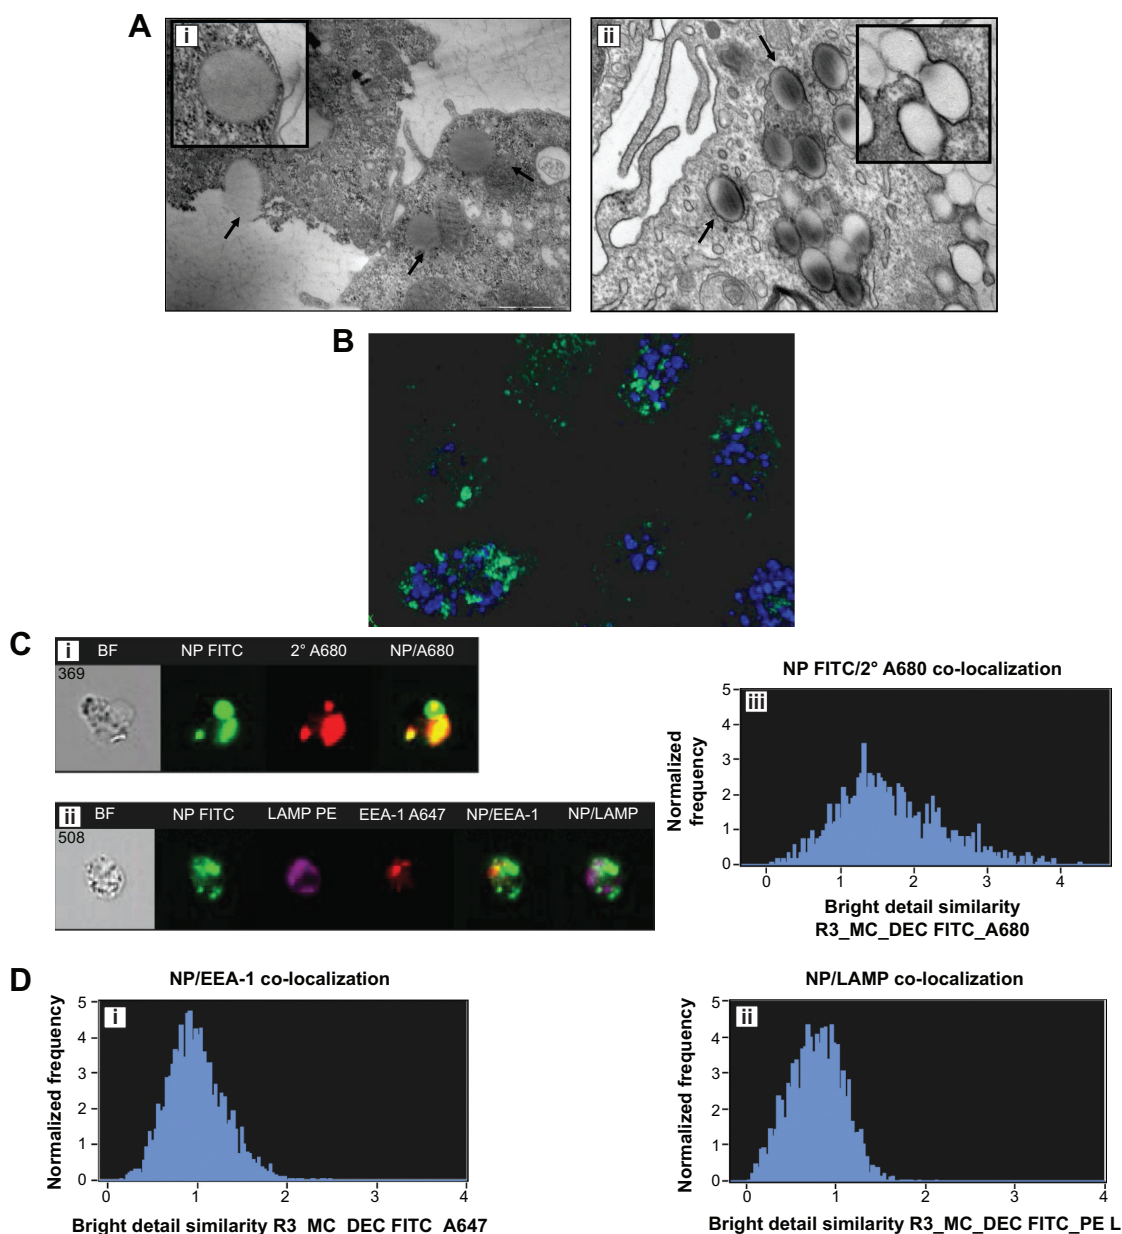 A
i
ii
B
C
i BF NP FITC 2° A680 NP/A680
369
ii BF NP FITC LAMP PE EEA-1 A647 NP/EEA-1 NP/LAMP
508
NP FITC/2° A680 co-localization
iii
5
4
3
2
1
0
Normalized
frequency
0 1 2 3 4
Bright detail similarity
R3_MC_DEC FITC_A680
D
NP/EEA-1 co-localization
i
5
4
3
2
1
0
Normalized frequency
0 1 2 3 4
Bright detail similarity R3_MC_DEC FITC_A647
NP/LAMP co-localization
ii
5
4
3
2
1
0
Normalized frequency
0 1 2 3 4
Bright detail similarity R3_MC_DEC FITC_PE L